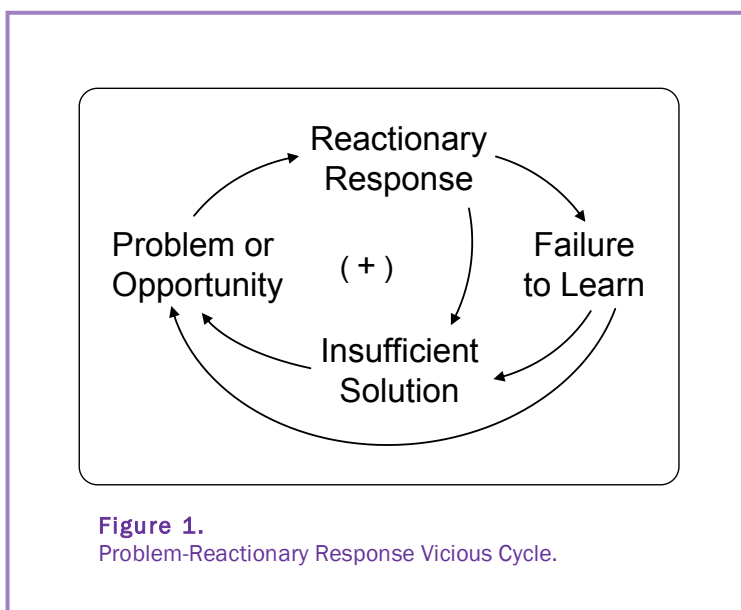 Reactionary
Response
Problem or
Opportunity
( + )
Failure
to Learn
Insufficient
Solution
Figure 1.
Problem-Reactionary Response Vicious Cycle.